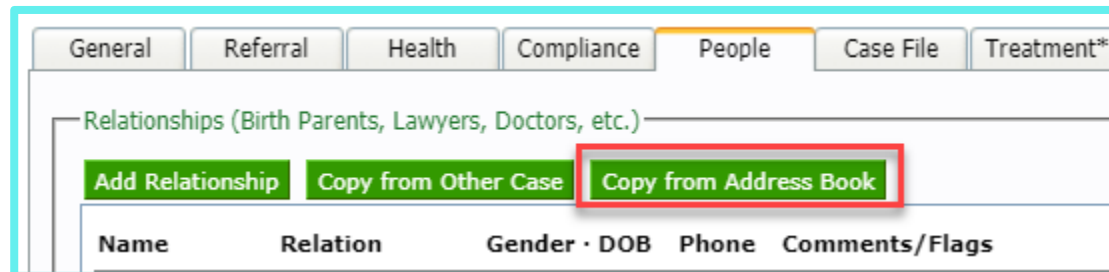 General Referral Health Compliance People Case File Treatment*
Relationships (Birth Parents, Lawyers, Doctors, etc.)
Add Relationship Copy from Other Case Copy from Address Book
Name Relation Gender · DOB Phone Comments/Flags